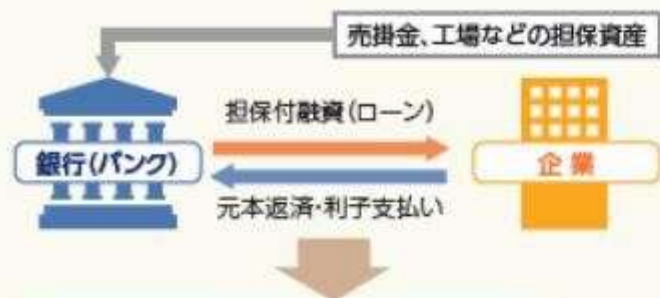 売掛金、工場などの担保資産
担保付融資(ローン)
銀行(バンク)
企業
元本返済・利子支払い